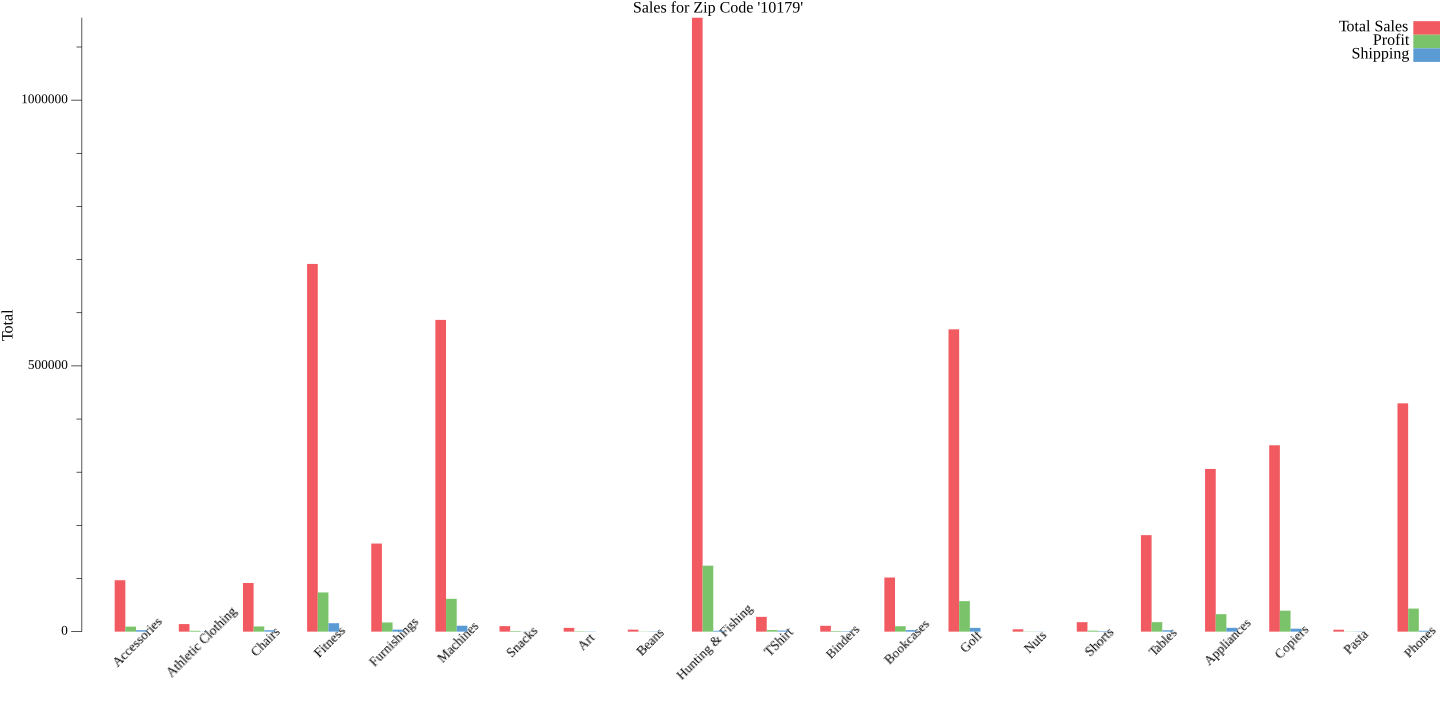 Sales for Zip Code '10179'
Total Sales
Profit
Shipping
Total
1000000
500000
0
Accessories
Athletic Clothing
Chairs
Fitness
Furnishings
Machines
Snacks
Art
Beans
Hunting & Fishing
TShirt
Binders
Bookcases
Golf
Nuts
Shorts
Tables
Appliances
Copiers
Pasta
Phones